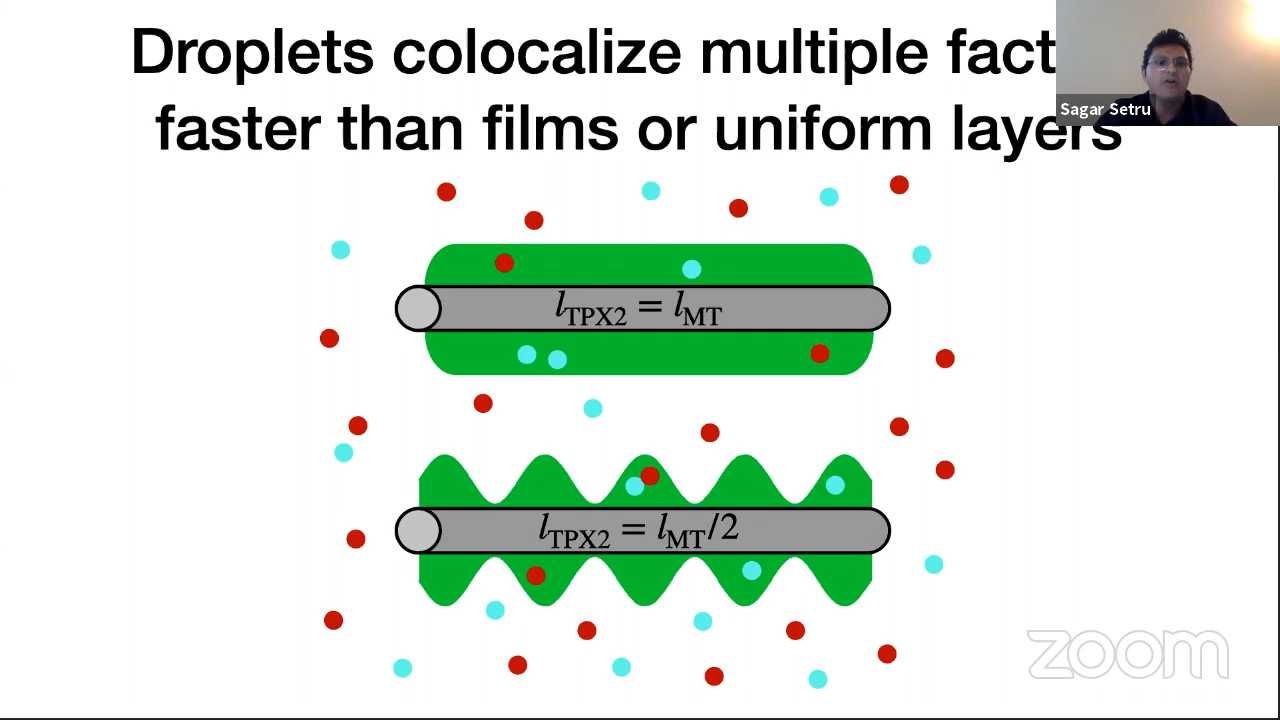 Droplets colocalize multiple fact
faster than films or uniform layers
Sagar Setru
l_TPX2 = l_MT
l_TPX2 = l_MT/2
zoom